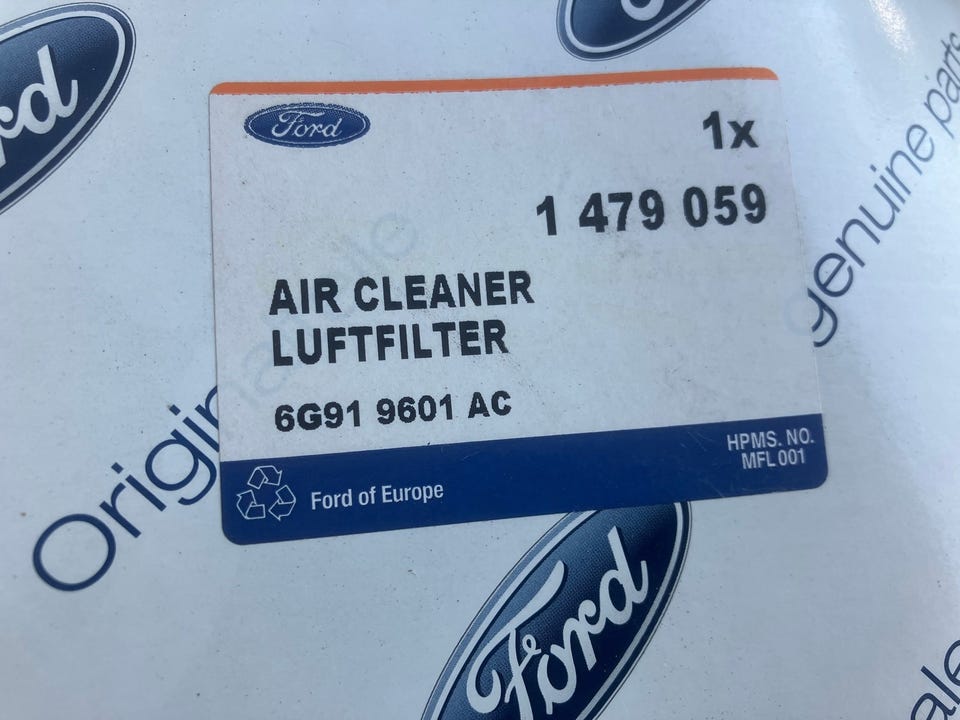 Ford
Ford
1x
1 479 059
AIR CLEANER
LUFTFILTER
6G91 9601 AC
HPMS. NO.
MFL 001
Ford of Europe
Originale
genuine parts
Ford